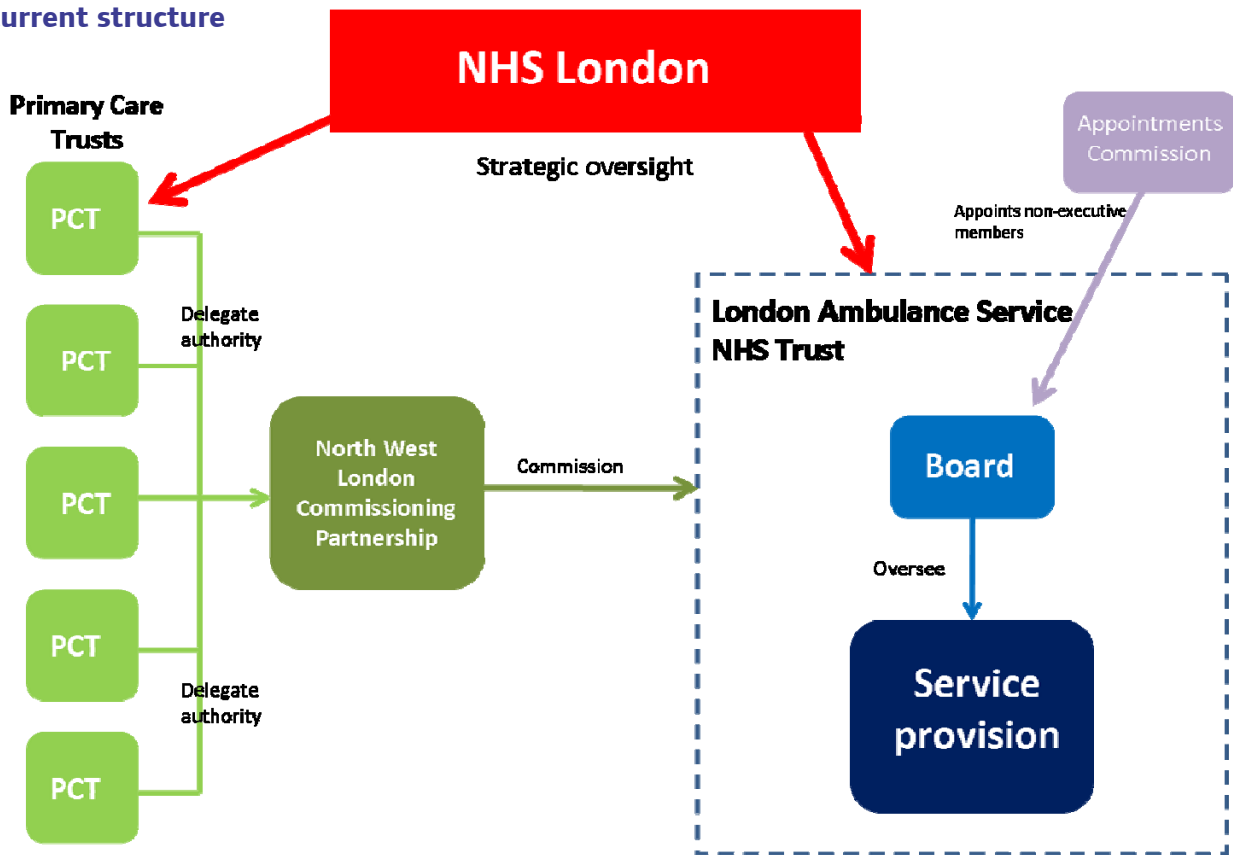 urrent structure
NHS London
Primary Care
Trusts
Appointments
Commission
Strategic oversight
PCT
Appoints non-executive
members
Delegate
authority
London Ambulance Service
NHS Trust
PCT
North West
London
Commissioning
Partnership
Commission
Board
PCT
Oversee
PCT
Service
provision
Delegate
authority
PCT